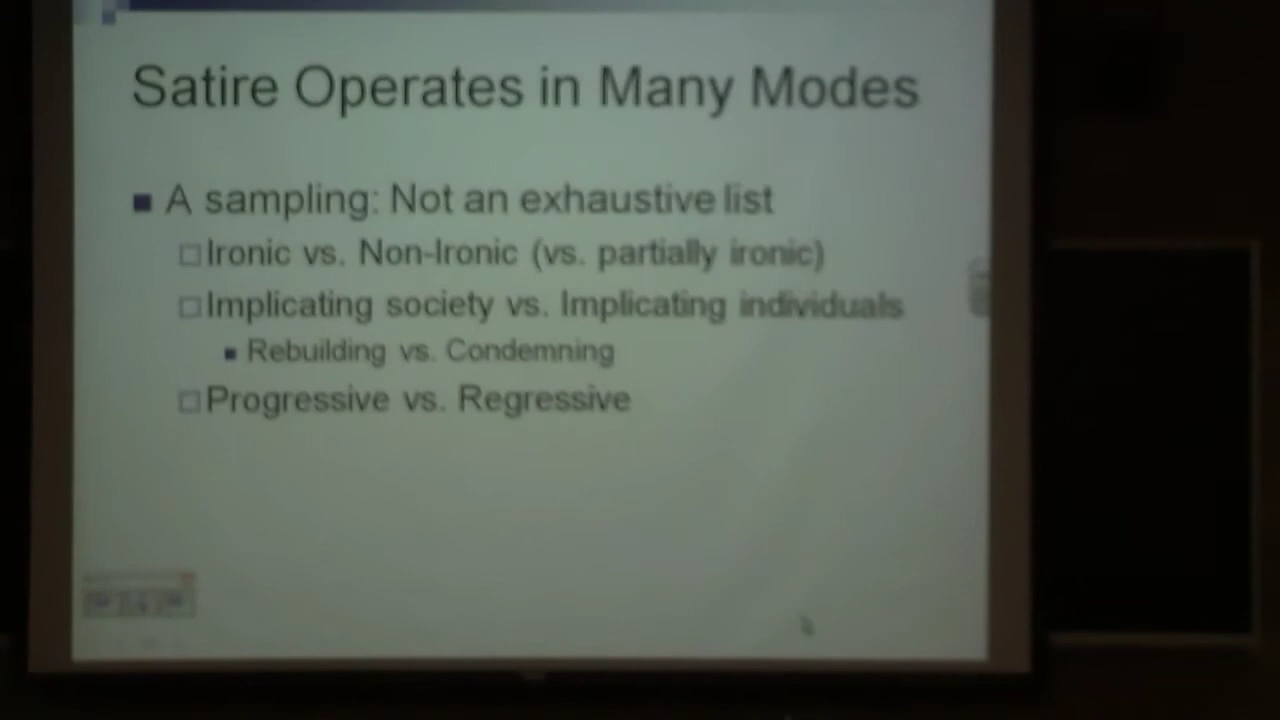 Satire Operates in Many Modes
A sampling: Not an exhaustive list
Ironic vs. Non-Ironic (vs. partially ironic)
Implicating society vs. Implicating individuals
Rebuilding vs. Condemning
Progressive vs. Regressive